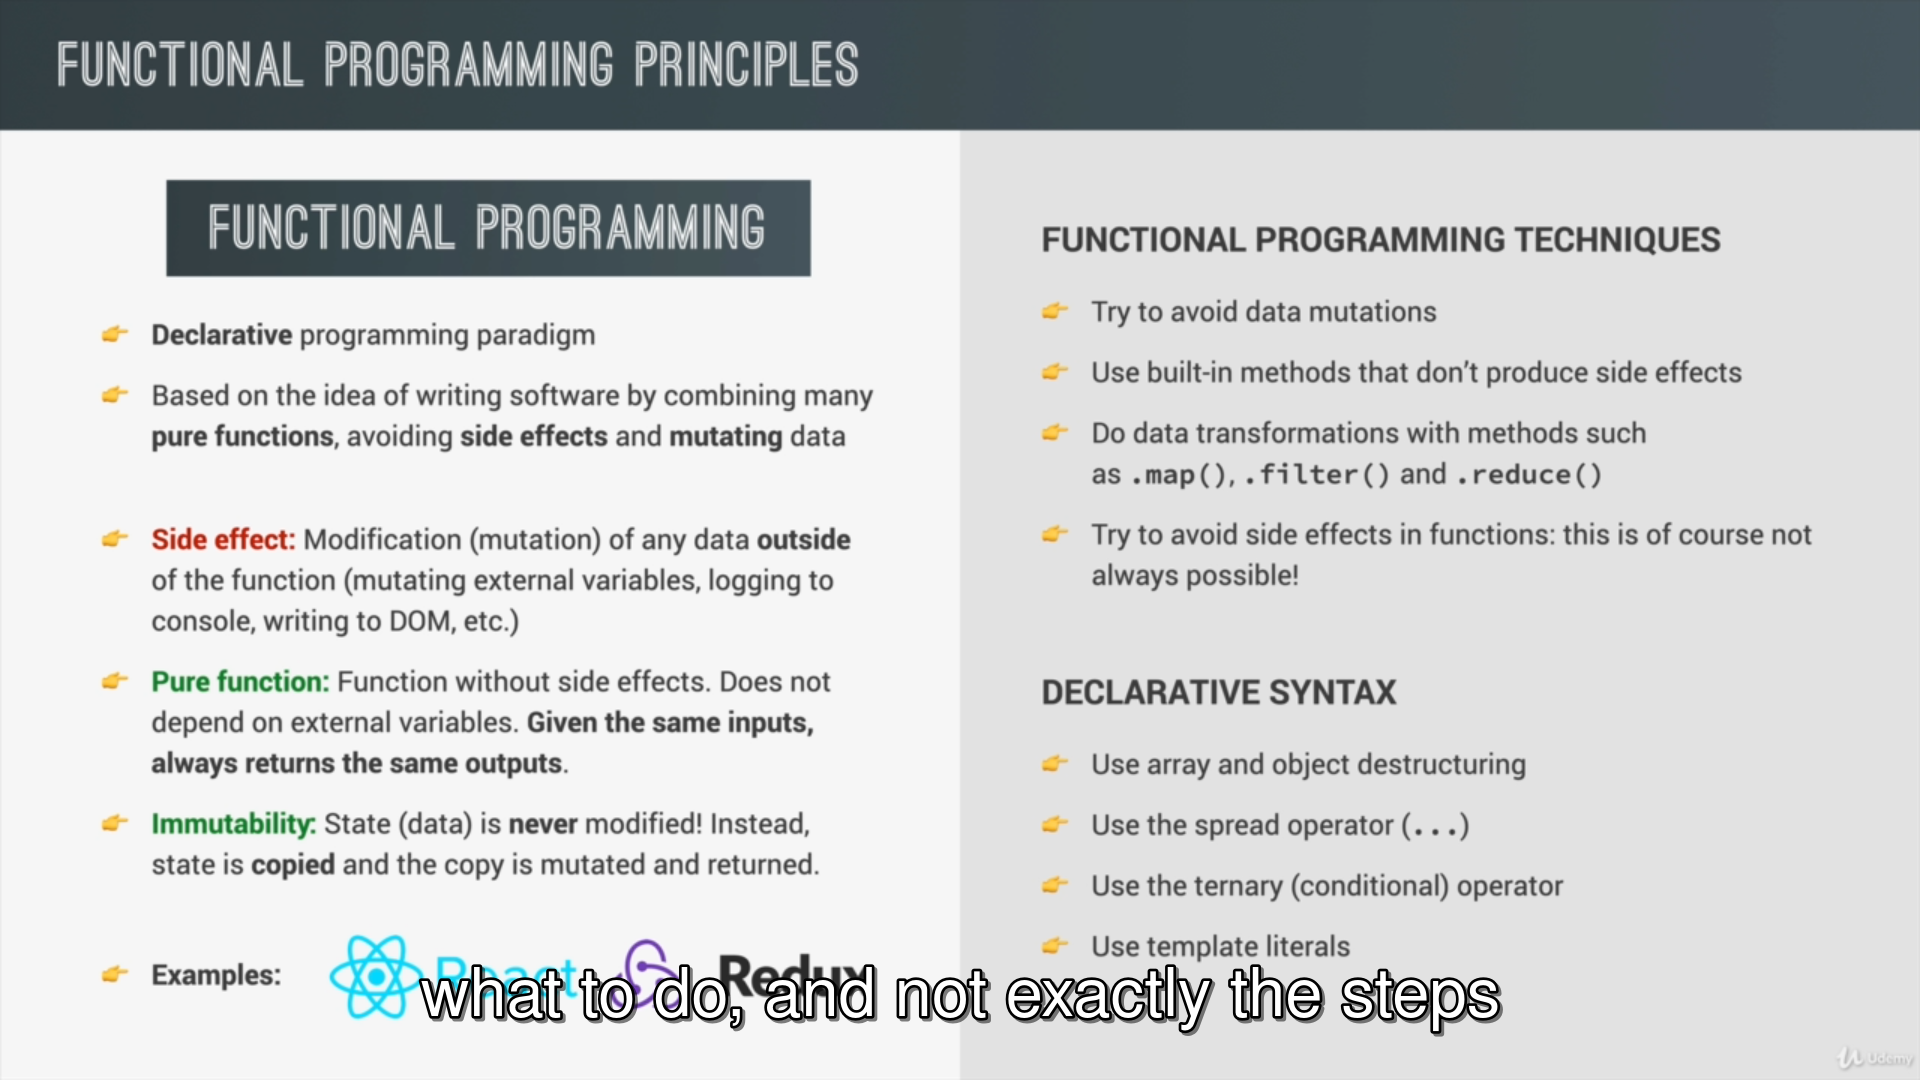 FUNCTIONAL PROGRAMMING PRINCIPLES
FUNCTIONAL PROGRAMMING
Declarative programming paradigm
Based on the idea of writing software by combining many
pure functions, avoiding side effects and mutating data
Side effect: Modification (mutation) of any data outside
of the function (mutating external variables, logging to
console, writing to DOM, etc.)
Pure function: Function without side effects. Does not
depend on external variables. Given the same inputs,
always returns the same outputs.
Immutability: State (data) is never modified! Instead,
state is copied and the copy is mutated and returned.
Examples: React Redux
FUNCTIONAL PROGRAMMING TECHNIQUES
Try to avoid data mutations
Use built-in methods that don’t produce side effects
Do data transformations with methods such
as .map(), .filter() and .reduce()
Try to avoid side effects in functions: this is of course not
always possible!
DECLARATIVE SYNTAX
Use array and object destructuring
Use the spread operator (...)
Use the ternary (conditional) operator
Use template literals
what to do, and not exactly the steps
Udemy